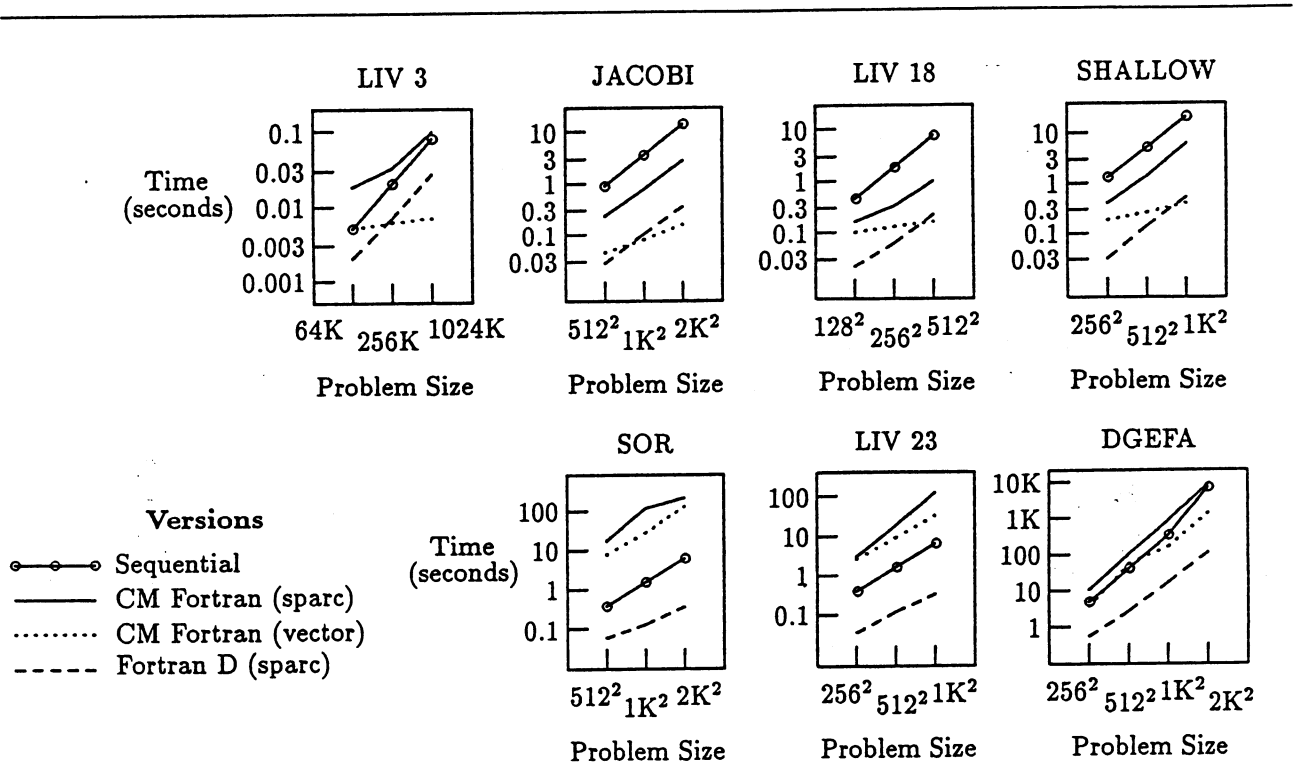 LIV 3
0.1
0.03
0.01
0.003
0.001
Time
(seconds)
64K 256K 1024K
Problem Size
JACOBI
10
3
1
0.3
0.1
0.03
512² 1K² 2K²
Problem Size
LIV 18
10
3
1
0.3
0.1
0.03
128² 256² 512²
Problem Size
SHALLOW
10
3
1
0.3
0.1
0.03
256² 512² 1K²
Problem Size
Versions
Sequential
CM Fortran (sparc)
CM Fortran (vector)
Fortran D (sparc)
SOR
100
10
1
0.1
Time
(seconds)
512² 1K² 2K²
Problem Size
LIV 23
100
10
1
0.1
256² 512² 1K²
Problem Size
DGEFA
10K
1K
100
10
1
256² 512² 1K² 2K²
Problem Size